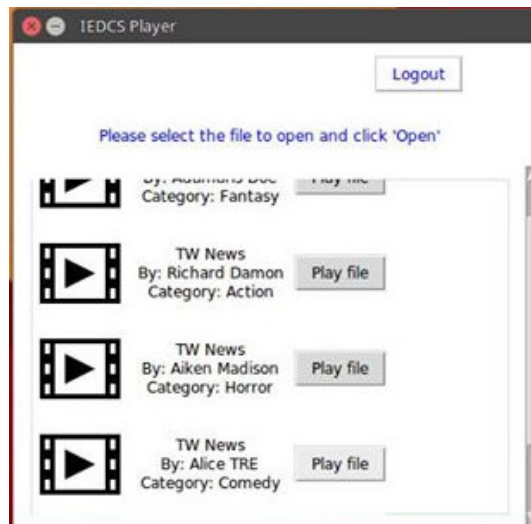 IEDCS Player
Logout
Please select the file to open and click 'Open'
Category: Fantasy
Play file
TW News
By: Richard Damon
Category: Action
Play file
TW News
By: Aiken Madison
Category: Horror
Play file
TW News
By: Alice TRE
Category: Comedy
Play file